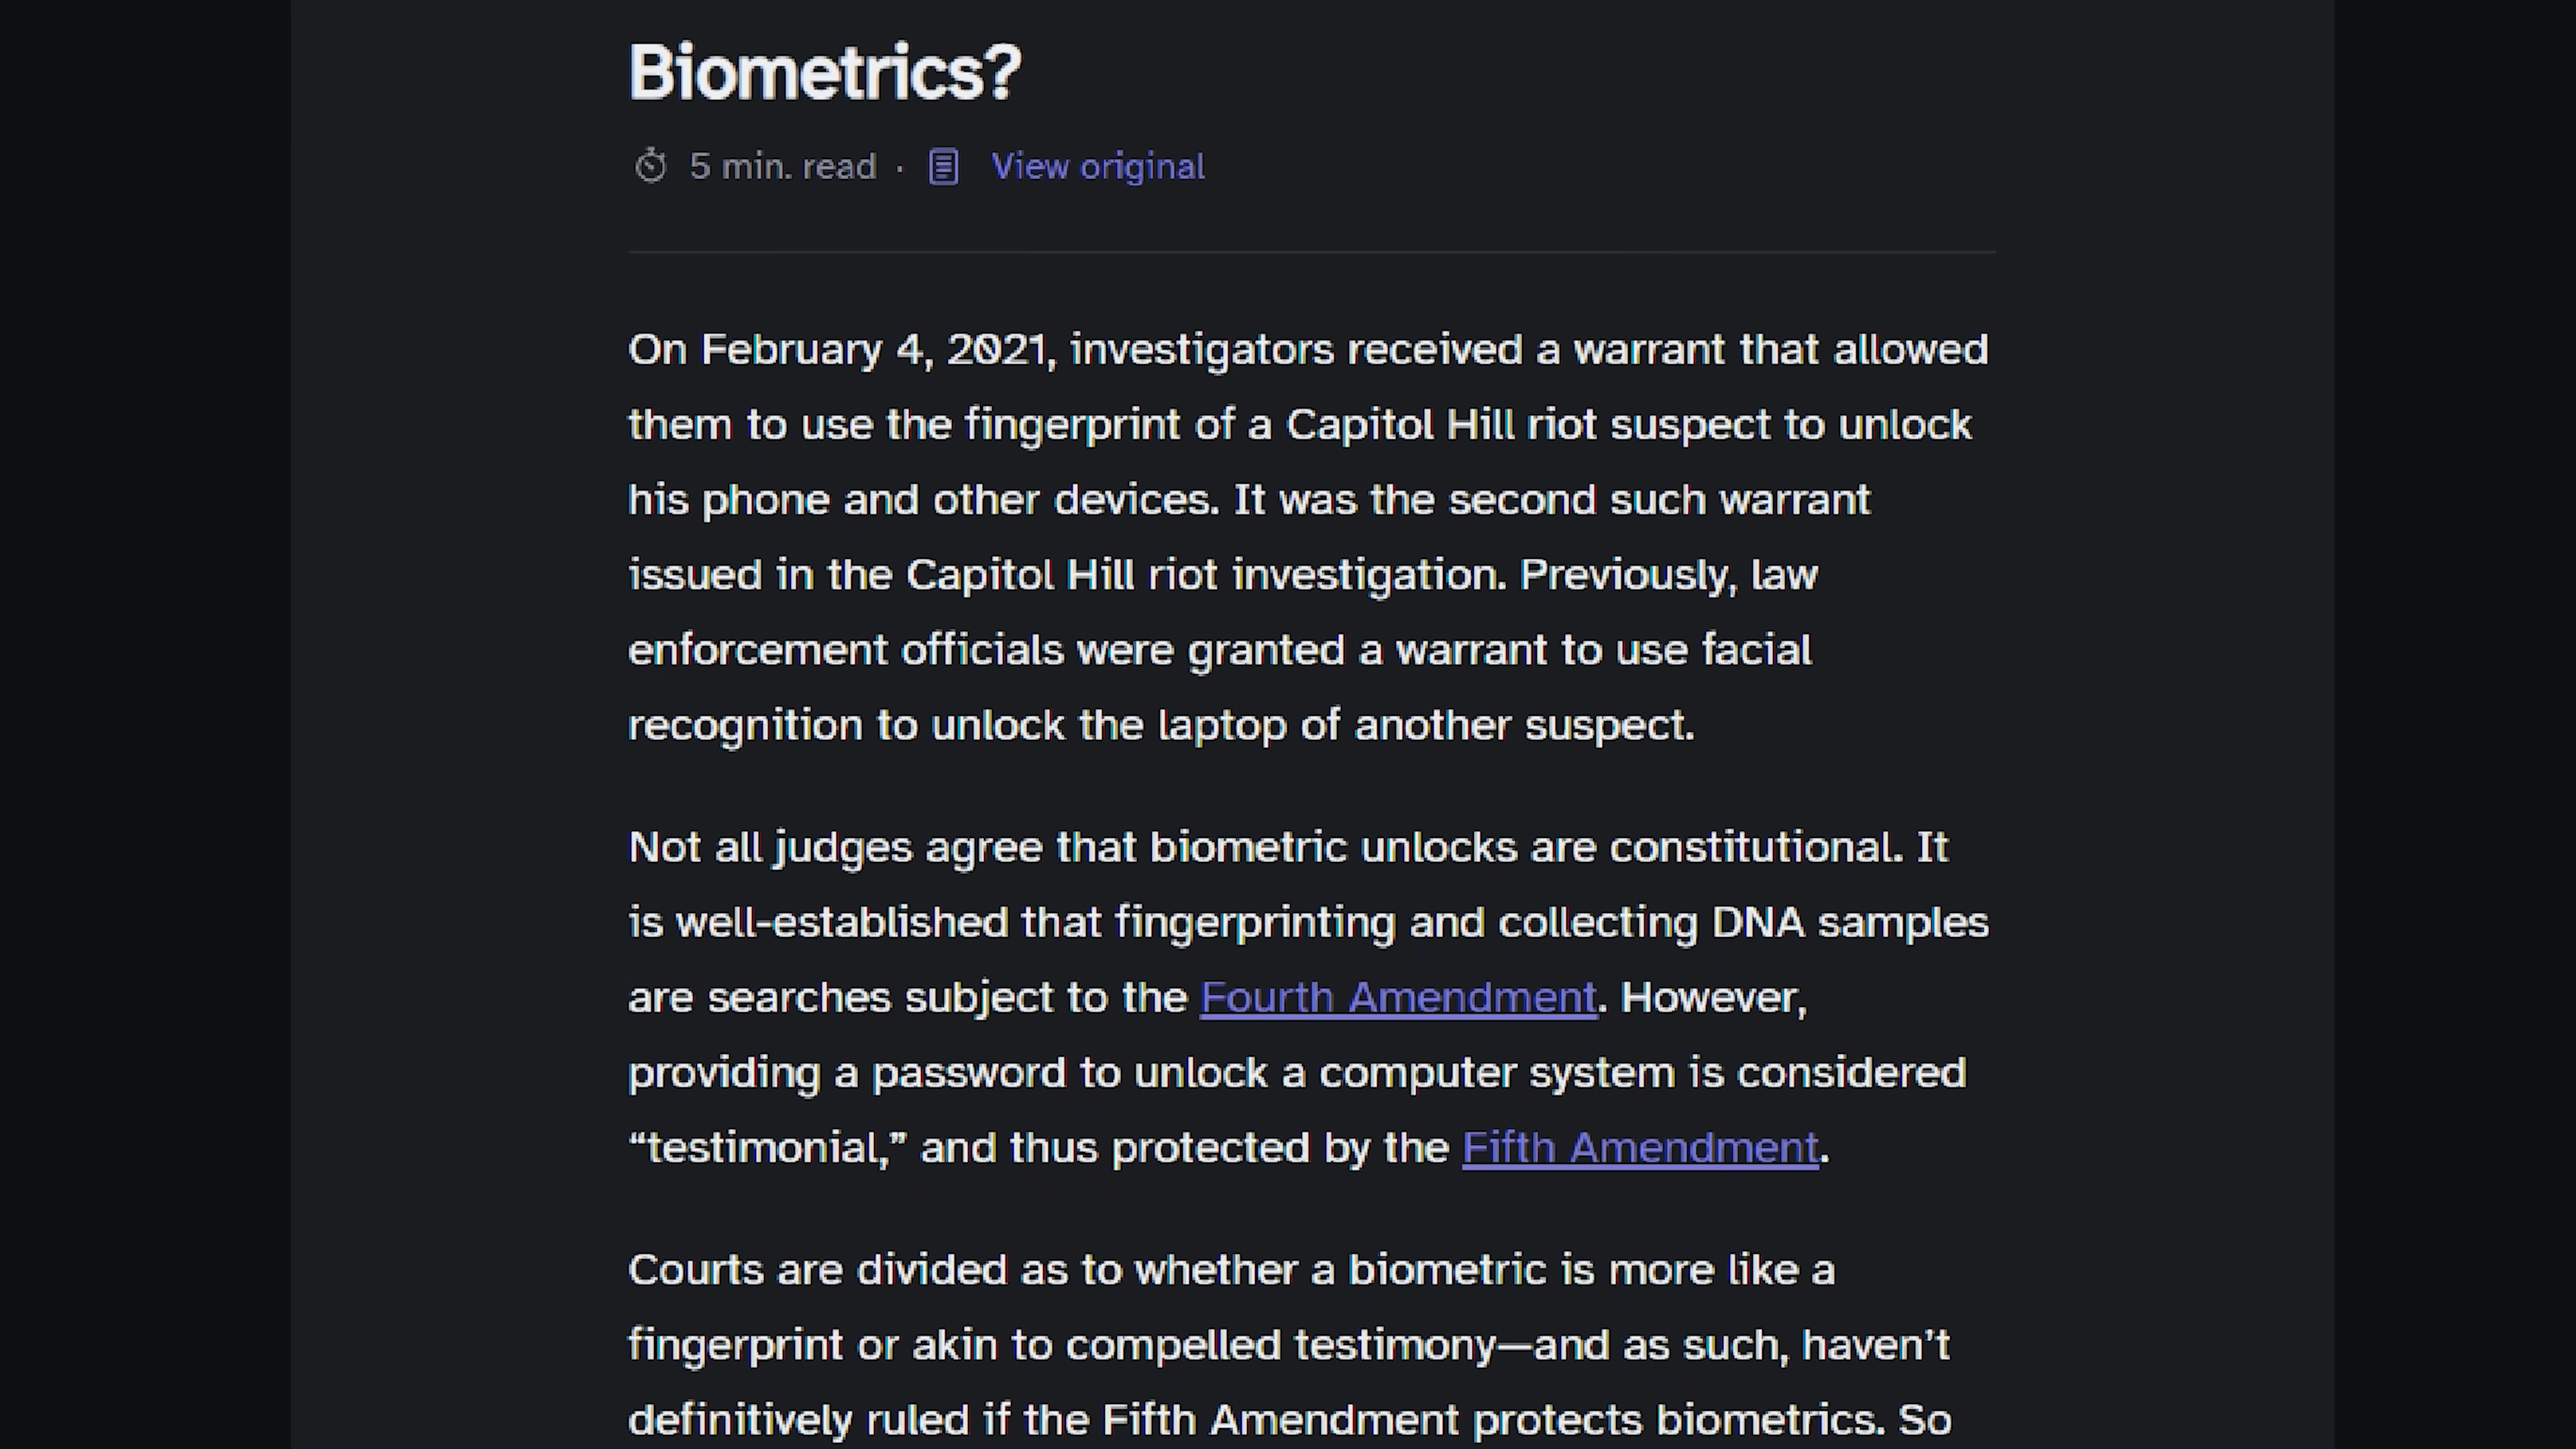 Biometrics?
5 min. read · View original
On February 4, 2021, investigators received a warrant that allowed
them to use the fingerprint of a Capitol Hill riot suspect to unlock
his phone and other devices. It was the second such warrant
issued in the Capitol Hill riot investigation. Previously, law
enforcement officials were granted a warrant to use facial
recognition to unlock the laptop of another suspect.
Not all judges agree that biometric unlocks are constitutional. It
is well-established that fingerprinting and collecting DNA samples
are searches subject to the Fourth Amendment. However,
providing a password to unlock a computer system is considered
“testimonial,” and thus protected by the Fifth Amendment.
Courts are divided as to whether a biometric is more like a
fingerprint or akin to compelled testimony—and as such, haven’t
definitively ruled if the Fifth Amendment protects biometrics. So